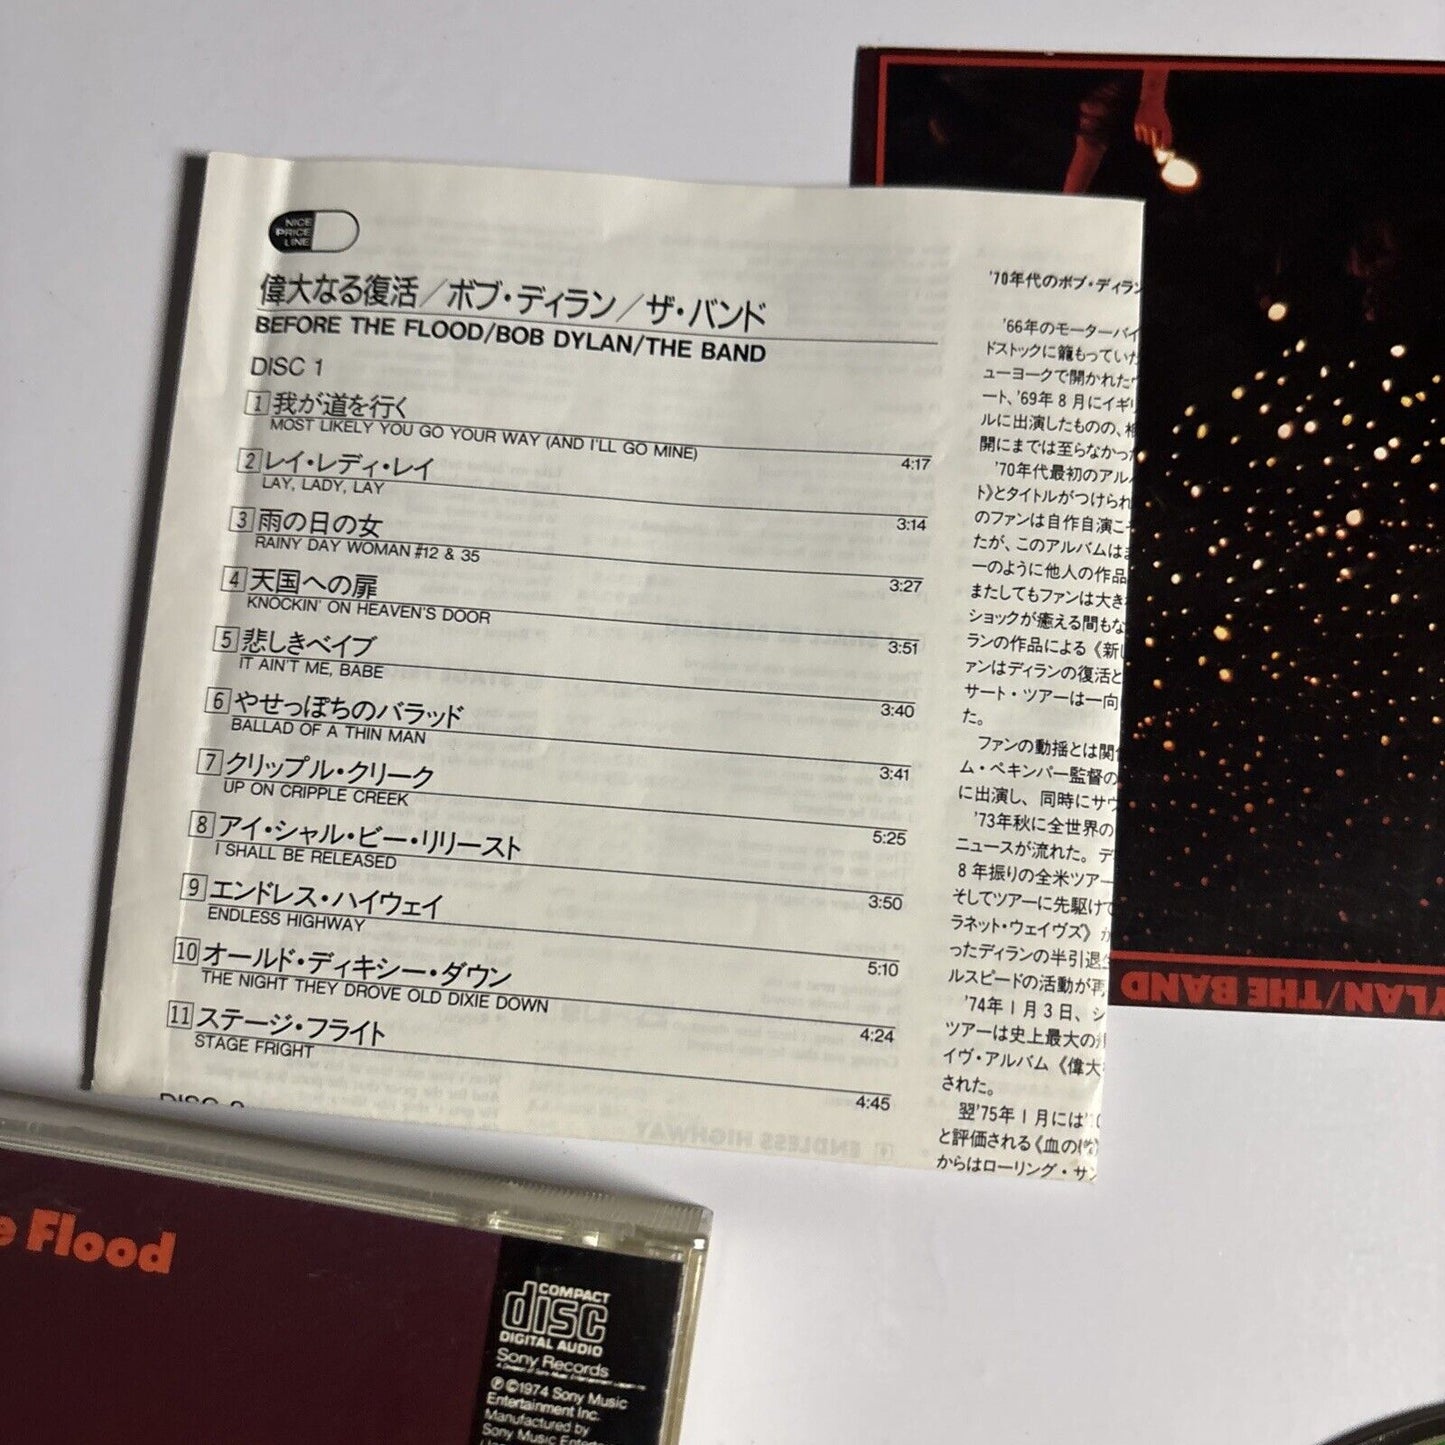 NICE
PRICE
LINE
偉大なる復活／ボブ・ディラン／ザ・バンド
BEFORE THE FLOOD/BOB DYLAN/THE BAND
DISC 1
1 我が道を行く
MOST LIKELY YOU GO YOUR WAY (AND I'LL GO MINE)
4:17
2 レイ・レディ・レイ
LAY, LADY, LAY
3:14
3 雨の日の女
RAINY DAY WOMAN #12 & 35
3:27
4 天国への扉
KNOCKIN' ON HEAVEN'S DOOR
3:51
5 悲しきベイブ
IT AIN'T ME, BABE
3:40
6 やせっぽちのバラッド
BALLAD OF A THIN MAN
3:41
7 クリップル・クリーク
UP ON CRIPPLE CREEK
5:25
8 アイ・シャル・ビー・リリースト
I SHALL BE RELEASED
3:50
9 エンドレス・ハイウェイ
ENDLESS HIGHWAY
5:10
10 オールド・ディキシー・ダウン
THE NIGHT THEY DROVE OLD DIXIE DOWN
4:24
11 ステージ・フライト
STAGE FRIGHT
4:45
DISC 2
'70年代のボブ・ディラン
'66年のモーターバイ
ドストックに籠もっていた
ューヨークで開かれた
ート、'69年8月にイギリ
ルに出演したものの、
開にまでは至らなかった
'70年代最初のアル
ト》とタイトルがつけられ
のファンは自作自演こそ
たが、このアルバムはま
ーのように他人の作品
またしてもファンは大き
ショックが癒える間もな
ランの作品による《新し
ァンはディランの復活と
サート・ツアーは一向
た。
ファンの動揺とは関
ム・ペキンパー監督の
に出演し、同時にサウ
'73年秋に全世界の
ニュースが流れた。デ
8年振りの全米ツアー
そしてツアーに先駆けて
ラネット・ウェイヴズ》が
ったディランの半引退生
ルスピードの活動が再
'74年1月3日、シ
ツアーは史上最大の
イヴ・アルバム《偉大
された。
翌'75年1月には
と評価される《血の
からはローリング・サン
YLAN/THE BAND
e Flood
COMPACT
disc
DIGITAL AUDIO
Sony Records
℗©1974 Sony Music
Entertainment Inc.
Manufactured by
Sony Music Enterta